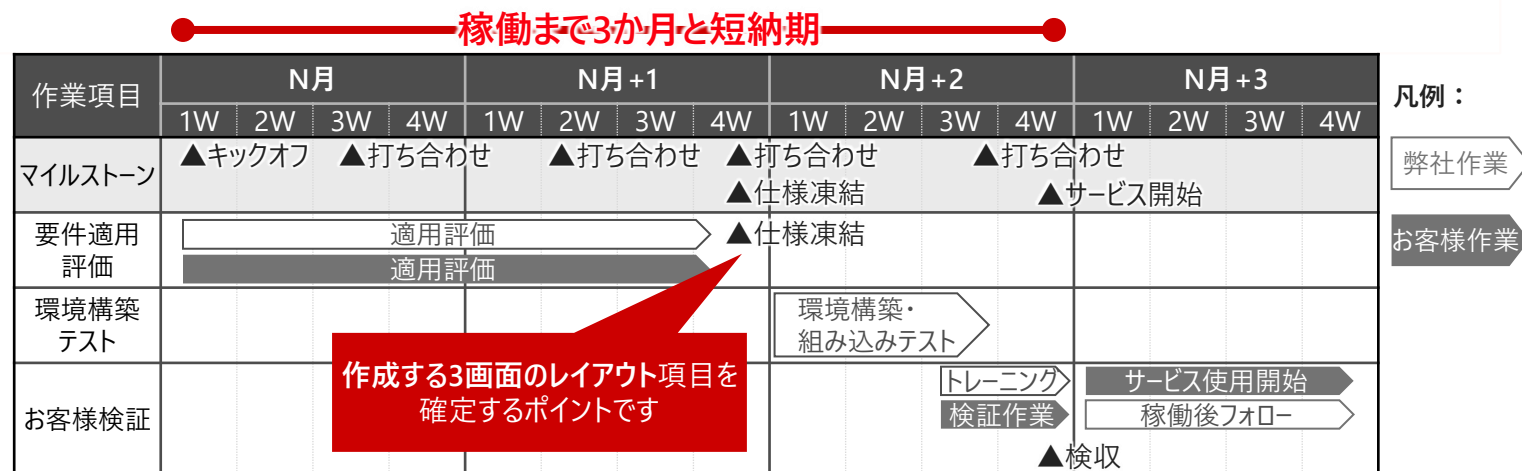 稼働まで3か月と短納期
作業項目 N月 N月+1 N月+2 N月+3
1W 2W 3W 4W 1W 2W 3W 4W 1W 2W 3W 4W 1W 2W 3W 4W
凡例：
弊社作業
お客様作業
マイルストーン
▲キックオフ ▲打ち合わせ ▲打ち合わせ ▲打ち合わせ ▲打ち合わせ
▲仕様凍結 ▲サービス開始
要件適用
評価
適用評価 ▲仕様凍結
適用評価
環境構築
テスト
環境構築・
組み込みテスト
作成する3画面のレイアウト項目を
確定するポイントです
お客様検証
トレーニング サービス使用開始
検証作業 稼働後フォロー
▲検収